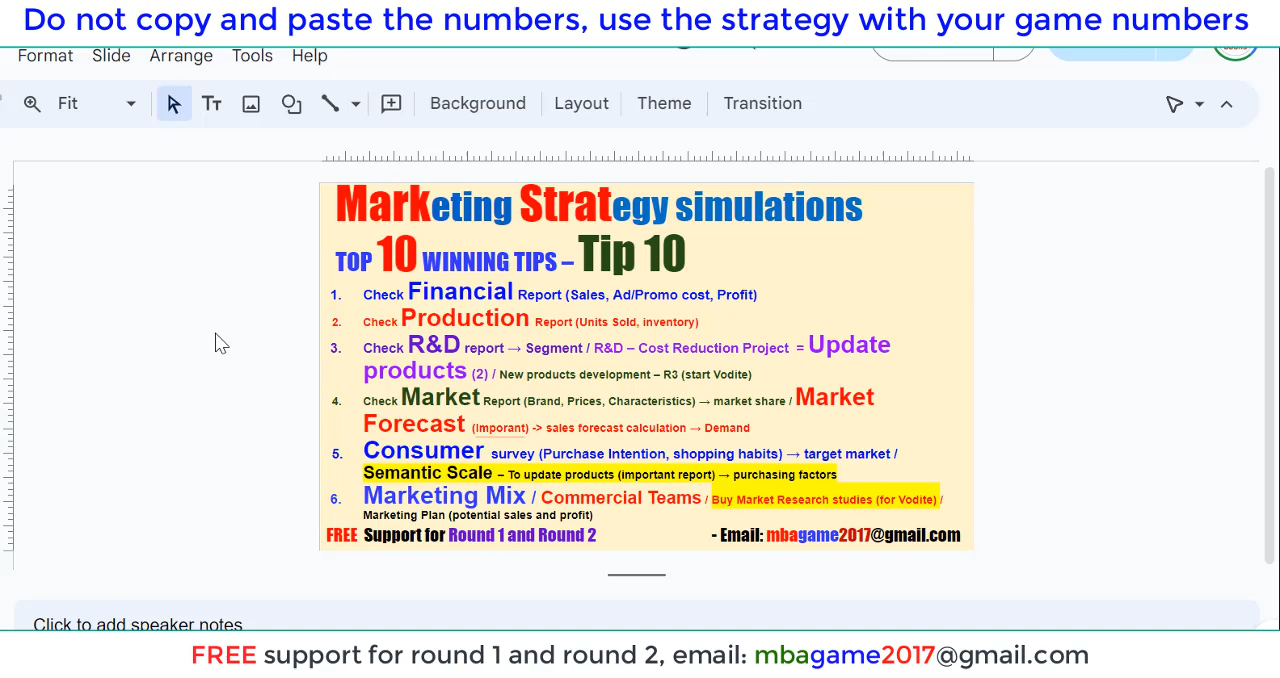 Do not copy and paste the numbers, use the strategy with your game numbers
Format Slide Arrange Tools Help
Fit Background Layout Theme Transition
Marketing Strategy simulations
TOP 10 WINNING TIPS – Tip 10
1. Check Financial Report (Sales, Ad/Promo cost, Profit)
2. Check Production Report (Units Sold, inventory)
3. Check R&D report → Segment / R&D – Cost Reduction Project = Update
products (2) / New products development – R3 (start Vodite)
4. Check Market Report (Brand, Prices, Characteristics) → market share / Market
Forecast (Imporant) -> sales forecast calculation → Demand
5. Consumer survey (Purchase Intention, shopping habits) → target market /
Semantic Scale – To update products (important report) → purchasing factors
6. Marketing Mix / Commercial Teams / Buy Market Research studies (for Vodite) /
Marketing Plan (potential sales and profit)
FREE Support for Round 1 and Round 2 - Email: mbagame2017@gmail.com
Click to add speaker notes
FREE support for round 1 and round 2, email: mbagame2017@gmail.com